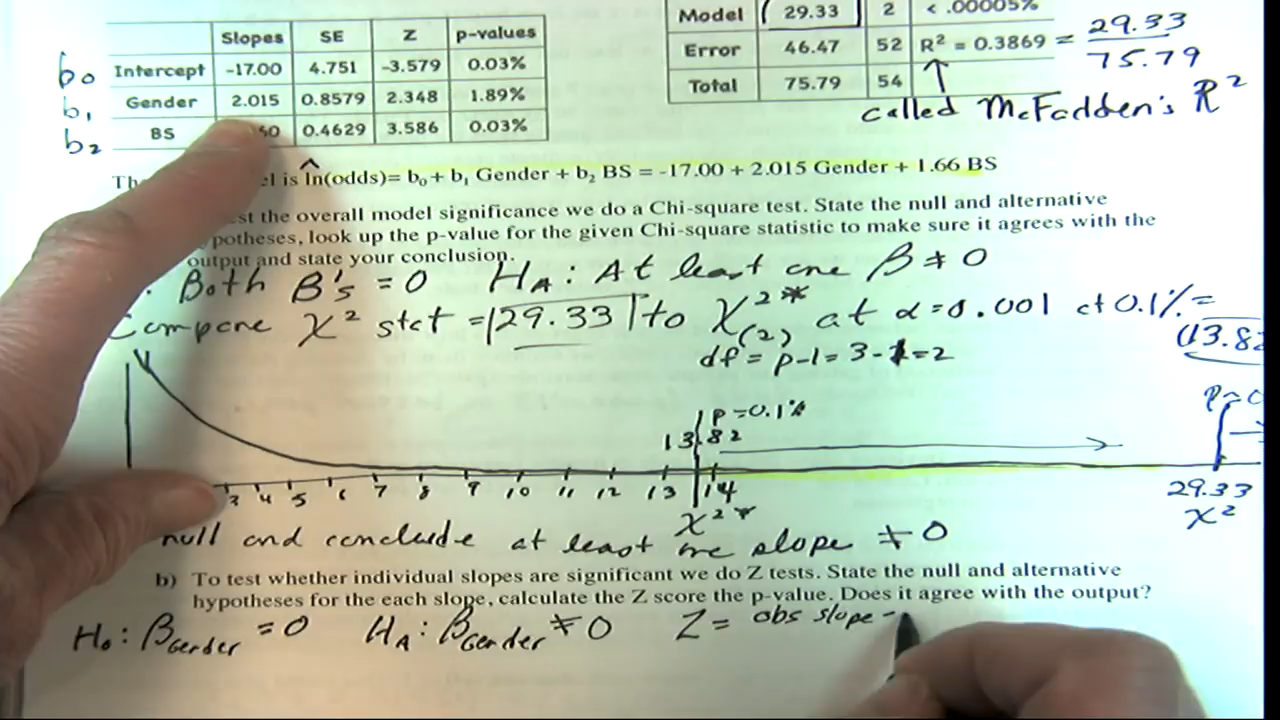 Slopes SE Z p-values
b0 Intercept -17.00 4.751 -3.579 0.03%
b1 Gender 2.015 0.8579 2.348 1.89%
b2 BS 60 0.4629 3.586 0.03%
Model 29.33 2 < .00005%
Error 46.47 52 R² = 0.3869 = 29.33
Total 75.79 54 75.79
called McFadden's R²
el is ln(odds)= b₀ + b₁ Gender + b₂ BS = -17.00 + 2.015 Gender + 1.66 BS
st the overall model significance we do a Chi-square test. State the null and alternative
potheses, look up the p-value for the given Chi-square statistic to make sure it agrees with the
output and state your conclusion.
Both B's = 0 HA: At least one β ≠ 0
Compare χ² stat = 29.33 to χ²* (2) at α=0.001 at 0.1% =
(13.82
df = p-1 = 3-1 = 2
p=0.1%
13.82
3 4 5 6 7 8 9 10 11 12 13 14
χ²*
29.33
χ²
null and conclude at least one slope ≠ 0
b) To test whether individual slopes are significant we do Z tests. State the null and alternative
hypotheses for the each slope, calculate the Z score the p-value. Does it agree with the output?
H₀: βGender = 0 HA: βGender ≠ 0 Z = obs slope -